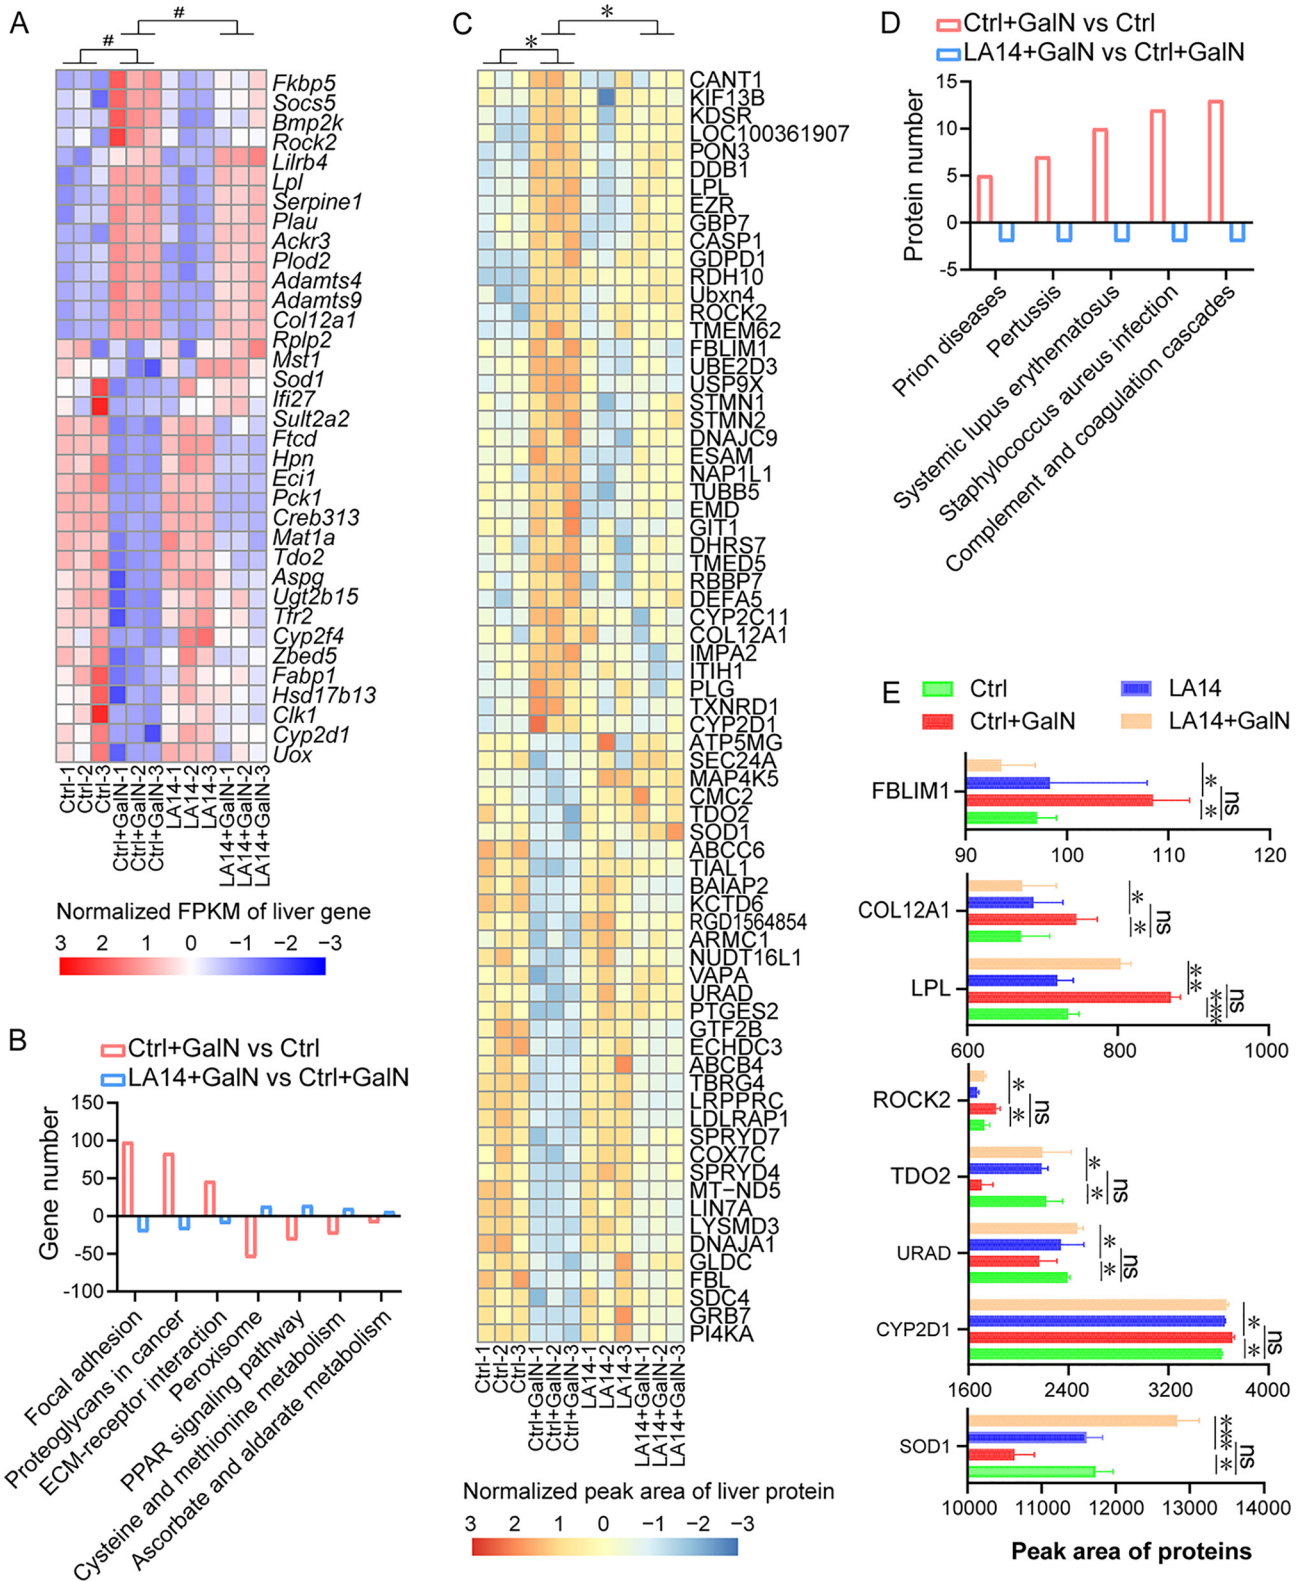 A
#
#
Fkbp5
Socs5
Bmp2k
Rock2
Lilrb4
Lpl
Serpine1
Plau
Ackr3
Plod2
Adamts4
Adamts9
Col12a1
Rplp2
Mst1
Sod1
Ifi27
Sult2a2
Ftcd
Hpn
Eci1
Pck1
Creb313
Mat1a
Tdo2
Aspg
Ugt2b15
Tfr2
Cyp2f4
Zbed5
Fabp1
Hsd17b13
Clk1
Cyp2d1
Uox
Ctrl-1
Ctrl-2
Ctrl-3
Ctrl+GalN-1
Ctrl+GalN-2
Ctrl+GalN-3
LA14-1
LA14-2
LA14-3
LA14+GalN-1
LA14+GalN-2
LA14+GalN-3
Normalized FPKM of liver gene
3 2 1 0 −1 −2 −3
B
Ctrl+GalN vs Ctrl
LA14+GalN vs Ctrl+GalN
Gene number
150
100
50
0
-50
-100
Focal adhesion
Proteoglycans in cancer
ECM-receptor interaction
Peroxisome
PPAR signaling pathway
Cysteine and methionine metabolism
Ascorbate and aldarate metabolism
C
*
*
CANT1
KIF13B
KDSR
LOC100361907
PON3
DDB1
LPL
EZR
GBP7
CASP1
GDPD1
RDH10
Ubxn4
ROCK2
TMEM62
FBLIM1
UBE2D3
USP9X
STMN1
STMN2
DNAJC9
ESAM
NAP1L1
TUBB5
EMD
GIT1
DHRS7
TMED5
RBBP7
DEFA5
CYP2C11
COL12A1
IMPA2
ITIH1
PLG
TXNRD1
CYP2D1
ATP5MG
SEC24A
MAP4K5
CMC2
TDO2
SOD1
ABCC6
TIAL1
BAIAP2
KCTD6
RGD1564854
ARMC1
NUDT16L1
VAPA
URAD
PTGES2
GTF2B
ECHDC3
ABCB4
TBRG4
LRPPRC
LDLRAP1
SPRYD7
COX7C
SPRYD4
MT−ND5
LIN7A
LYSMD3
DNAJA1
GLDC
FBL
SDC4
GRB7
PI4KA
Ctrl-1
Ctrl-2
Ctrl-3
Ctrl+GalN-1
Ctrl+GalN-2
Ctrl+GalN-3
LA14-1
LA14-2
LA14-3
LA14+GalN-1
LA14+GalN-2
LA14+GalN-3
Normalized peak area of liver protein
3 2 1 0 −1 −2 −3
D
Ctrl+GalN vs Ctrl
LA14+GalN vs Ctrl+GalN
Protein number
15
10
5
0
-5
Prion diseases
Pertussis
Systemic lupus erythematosus
Staphylococcus aureus infection
Complement and coagulation cascades
E
Ctrl LA14
Ctrl+GalN LA14+GalN
FBLIM1
* * ns
90 100 110 120
COL12A1
* * ns
LPL
** *** ns
600 800 1000
ROCK2
* * ns
TDO2
* * ns
URAD
* * ns
CYP2D1
* * ns
1600 2400 3200 4000
SOD1
*** * ns
10000 11000 12000 13000 14000
Peak area of proteins